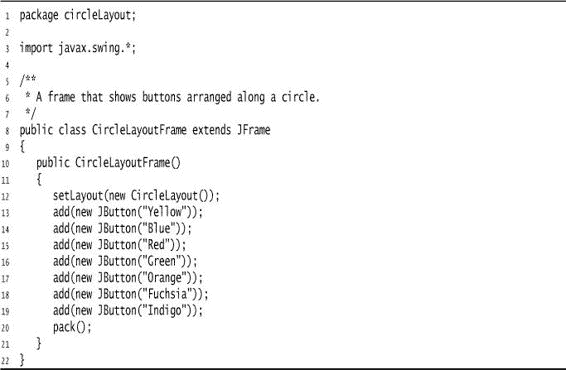 1 package circleLayout;
2
3 import javax.swing.*;
4
5 /**
6  * A frame that shows buttons arranged along a circle.
7  */
8 public class CircleLayoutFrame extends JFrame
9 {
10    public CircleLayoutFrame()
11    {
12       setLayout(new CircleLayout());
13       add(new JButton("Yellow"));
14       add(new JButton("Blue"));
15       add(new JButton("Red"));
16       add(new JButton("Green"));
17       add(new JButton("Orange"));
18       add(new JButton("Fuchsia"));
19       add(new JButton("Indigo"));
20       pack();
21    }
22 }